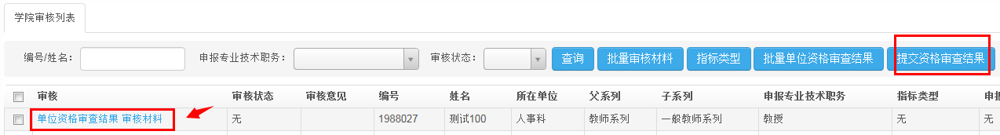 学院审核列表
编号/姓名： 申报专业技术职务： 审核状态： 查询 批量审核材料 指标类型 批量单位资格审查结果 提交资格审查结果
审核 审核状态 审核意见 编号 姓名 所在单位 父系列 子系列 申报专业技术职务 指标类型 申报
单位资格审查结果 审核材料 无 1988027 测试100 人事科 教师系列 一般教师系列 教授 无 无